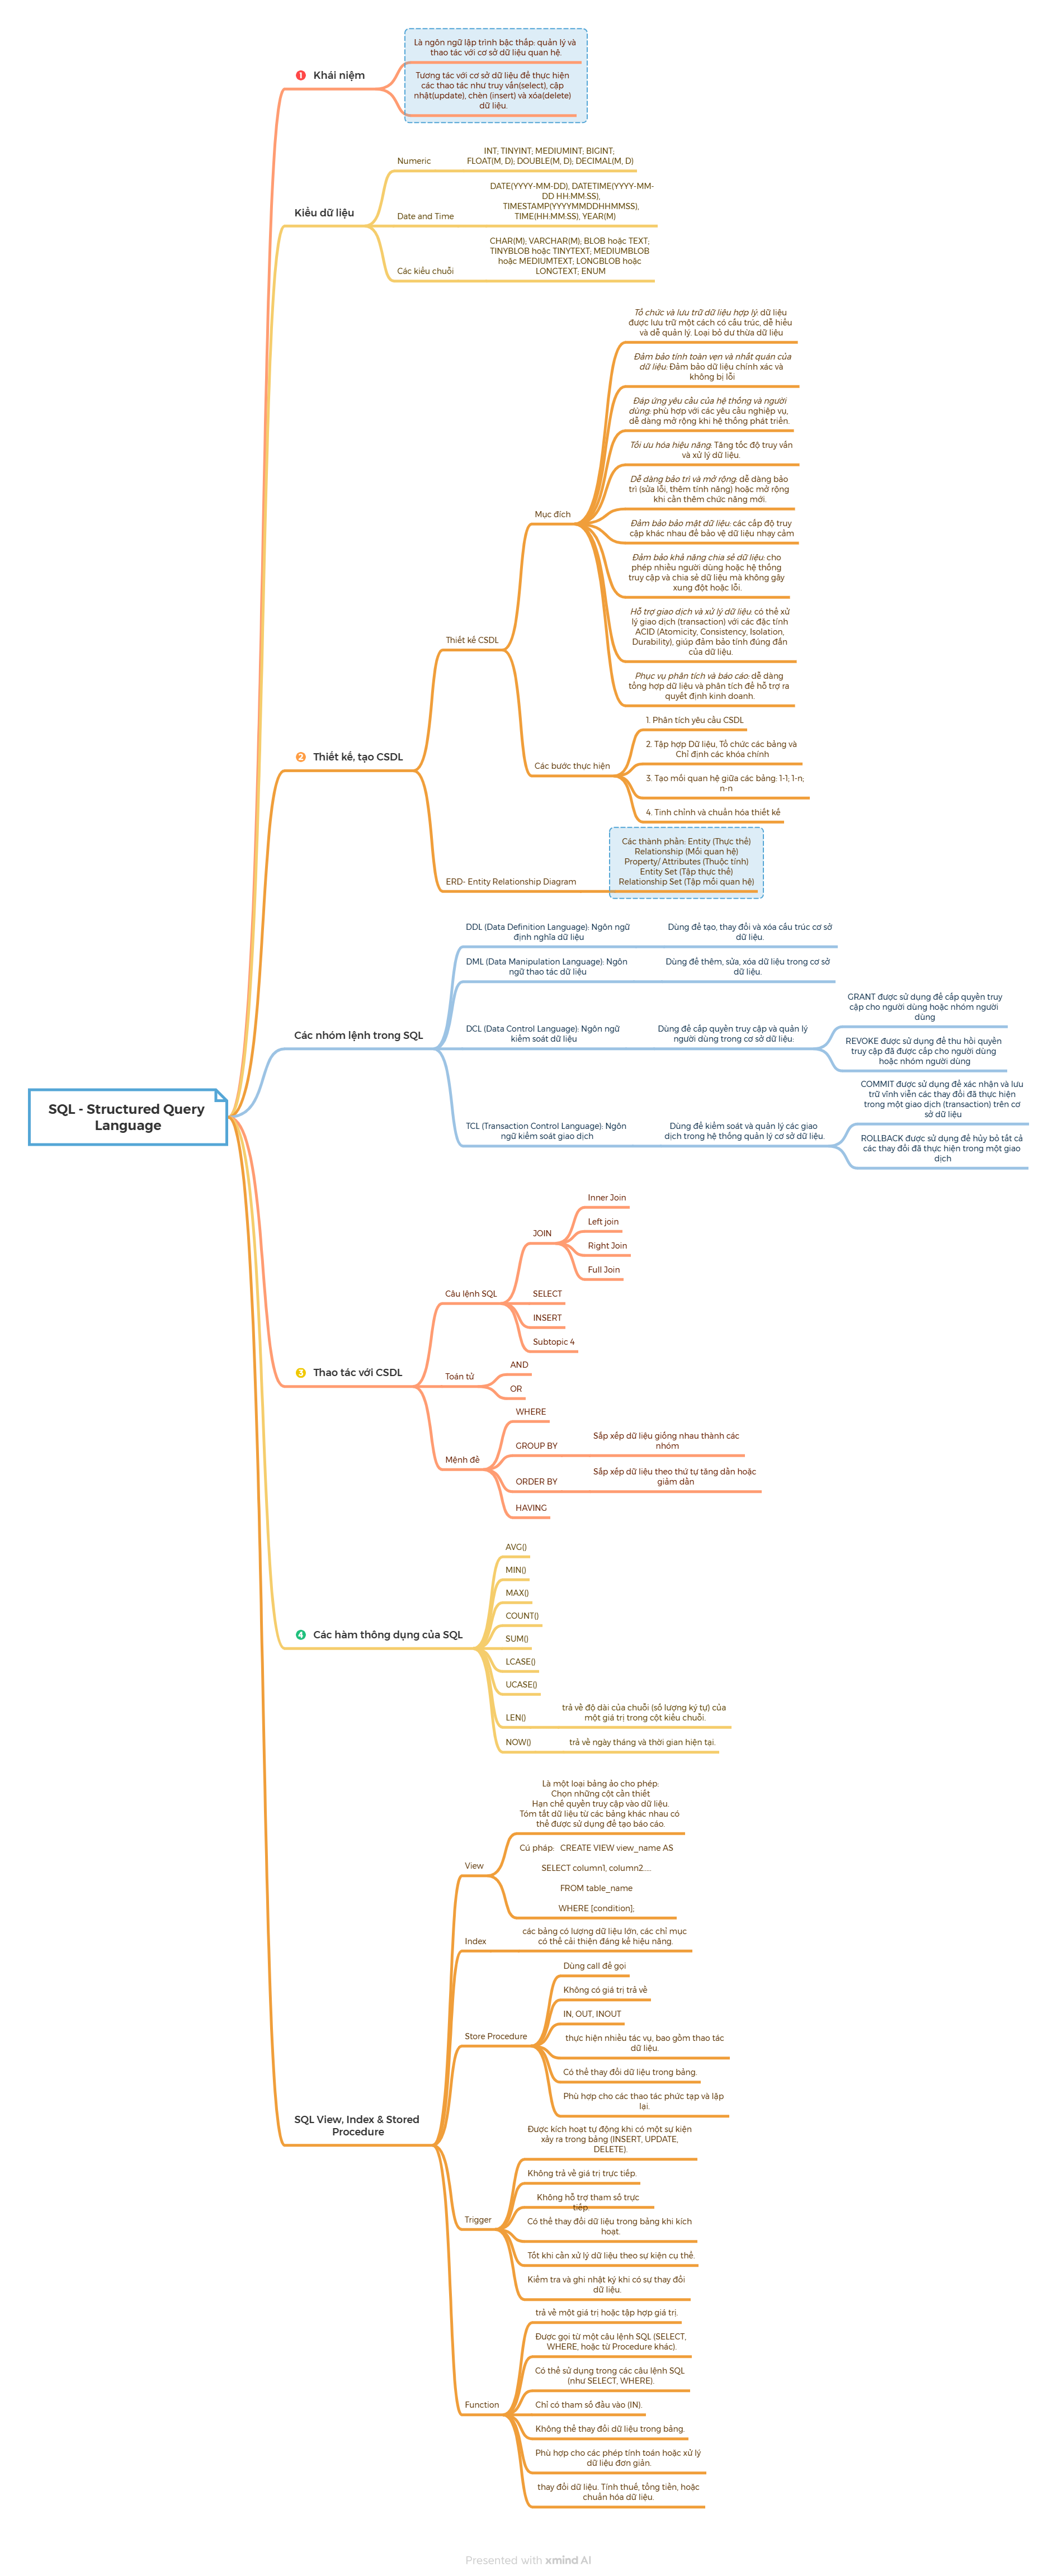 SQL - Structured Query
Language
1 Khái niệm
Là ngôn ngữ lập trình bậc thấp: quản lý và
thao tác với cơ sở dữ liệu quan hệ.
Tương tác với cơ sở dữ liệu để thực hiện
các thao tác như truy vấn(select), cập
nhật(update), chèn (insert) và xóa(delete)
dữ liệu.
Kiểu dữ liệu
Numeric
INT; TINYINT; MEDIUMINT; BIGINT;
FLOAT(M, D); DOUBLE(M, D); DECIMAL(M, D)
Date and Time
DATE(YYYY-MM-DD), DATETIME(YYYY-MM-
DD HH:MM:SS),
TIMESTAMP(YYYYMMDDHHMMSS),
TIME(HH:MM:SS), YEAR(M)
Các kiểu chuỗi
CHAR(M); VARCHAR(M); BLOB hoặc TEXT;
TINYBLOB hoặc TINYTEXT; MEDIUMBLOB
hoặc MEDIUMTEXT; LONGBLOB hoặc
LONGTEXT; ENUM
2 Thiết kế, tạo CSDL
Thiết kế CSDL
Mục đích
Tổ chức và lưu trữ dữ liệu hợp lý: dữ liệu
được lưu trữ một cách có cấu trúc, dễ hiểu
và dễ quản lý. Loại bỏ dư thừa dữ liệu
Đảm bảo tính toàn vẹn và nhất quán của
dữ liệu: Đảm bảo dữ liệu chính xác và
không bị lỗi
Đáp ứng yêu cầu của hệ thống và người
dùng: phù hợp với các yêu cầu nghiệp vụ,
dễ dàng mở rộng khi hệ thống phát triển.
Tối ưu hóa hiệu năng: Tăng tốc độ truy vấn
và xử lý dữ liệu.
Dễ dàng bảo trì và mở rộng: dễ dàng bảo
trì (sửa lỗi, thêm tính năng) hoặc mở rộng
khi cần thêm chức năng mới.
Đảm bảo bảo mật dữ liệu: các cấp độ truy
cập khác nhau để bảo vệ dữ liệu nhạy cảm
Đảm bảo khả năng chia sẻ dữ liệu: cho
phép nhiều người dùng hoặc hệ thống
truy cập và chia sẻ dữ liệu mà không gây
xung đột hoặc lỗi.
Hỗ trợ giao dịch và xử lý dữ liệu: có thể xử
lý giao dịch (transaction) với các đặc tính
ACID (Atomicity, Consistency, Isolation,
Durability), giúp đảm bảo tính đúng đắn
của dữ liệu.
Phục vụ phân tích và báo cáo: dễ dàng
tổng hợp dữ liệu và phân tích để hỗ trợ ra
quyết định kinh doanh.
Các bước thực hiện
1. Phân tích yêu cầu CSDL
2. Tập hợp Dữ liệu, Tổ chức các bảng và
Chỉ định các khóa chính
3. Tạo mối quan hệ giữa các bảng: 1-1; 1-n;
n-n
4. Tinh chỉnh và chuẩn hóa thiết kế
ERD- Entity Relationship Diagram
Các thành phần: Entity (Thực thể)
Relationship (Mối quan hệ)
Property/ Attributes (Thuộc tính)
Entity Set (Tập thực thể)
Relationship Set (Tập mối quan hệ)
Các nhóm lệnh trong SQL
DDL (Data Definition Language): Ngôn ngữ
định nghĩa dữ liệu
Dùng để tạo, thay đổi và xóa cấu trúc cơ sở
dữ liệu.
DML (Data Manipulation Language): Ngôn
ngữ thao tác dữ liệu
Dùng để thêm, sửa, xóa dữ liệu trong cơ sở
dữ liệu.
DCL (Data Control Language): Ngôn ngữ
kiểm soát dữ liệu
Dùng để cấp quyền truy cập và quản lý
người dùng trong cơ sở dữ liệu:
GRANT được sử dụng để cấp quyền truy
cập cho người dùng hoặc nhóm người
dùng
REVOKE được sử dụng để thu hồi quyền
truy cập đã được cấp cho người dùng
hoặc nhóm người dùng
TCL (Transaction Control Language): Ngôn
ngữ kiểm soát giao dịch
Dùng để kiểm soát và quản lý các giao
dịch trong hệ thống quản lý cơ sở dữ liệu.
COMMIT được sử dụng để xác nhận và lưu
trữ vĩnh viễn các thay đổi đã thực hiện
trong một giao dịch (transaction) trên cơ
sở dữ liệu
ROLLBACK được sử dụng để hủy bỏ tất cả
các thay đổi đã thực hiện trong một giao
dịch
3 Thao tác với CSDL
Câu lệnh SQL
JOIN
Inner Join
Left join
Right Join
Full Join
SELECT
INSERT
Subtopic 4
Toán tử
AND
OR
Mệnh đề
WHERE
GROUP BY
Sắp xếp dữ liệu giống nhau thành các
nhóm
ORDER BY
Sắp xếp dữ liệu theo thứ tự tăng dần hoặc
giảm dần
HAVING
4 Các hàm thông dụng của SQL
AVG()
MIN()
MAX()
COUNT()
SUM()
LCASE()
UCASE()
LEN()
trả về độ dài của chuỗi (số lượng ký tự) của
một giá trị trong cột kiểu chuỗi.
NOW()
trả về ngày tháng và thời gian hiện tại.
SQL View, Index & Stored
Procedure
View
Là một loại bảng ảo cho phép:
Chọn những cột cần thiết
Hạn chế quyền truy cập vào dữ liệu.
Tóm tắt dữ liệu từ các bảng khác nhau có
thể được sử dụng để tạo báo cáo.
Cú pháp: CREATE VIEW view_name AS
SELECT column1, column2.....
FROM table_name
WHERE [condition];
Index
các bảng có lượng dữ liệu lớn, các chỉ mục
có thể cải thiện đáng kể hiệu năng.
Store Procedure
Dùng call để gọi
Không có giá trị trả về
IN, OUT, INOUT
thực hiện nhiều tác vụ, bao gồm thao tác
dữ liệu.
Có thể thay đổi dữ liệu trong bảng.
Phù hợp cho các thao tác phức tạp và lặp
lại.
Trigger
Được kích hoạt tự động khi có một sự kiện
xảy ra trong bảng (INSERT, UPDATE,
DELETE).
Không trả về giá trị trực tiếp.
Không hỗ trợ tham số trực
tiếp.
Có thể thay đổi dữ liệu trong bảng khi kích
hoạt.
Tốt khi cần xử lý dữ liệu theo sự kiện cụ thể.
Kiểm tra và ghi nhật ký khi có sự thay đổi
dữ liệu.
Function
trả về một giá trị hoặc tập hợp giá trị.
Được gọi từ một câu lệnh SQL (SELECT,
WHERE, hoặc từ Procedure khác).
Có thể sử dụng trong các câu lệnh SQL
(như SELECT, WHERE).
Chỉ có tham số đầu vào (IN).
Không thể thay đổi dữ liệu trong bảng.
Phù hợp cho các phép tính toán hoặc xử lý
dữ liệu đơn giản.
thay đổi dữ liệu. Tính thuế, tổng tiền, hoặc
chuẩn hóa dữ liệu.
Presented with xmind AI